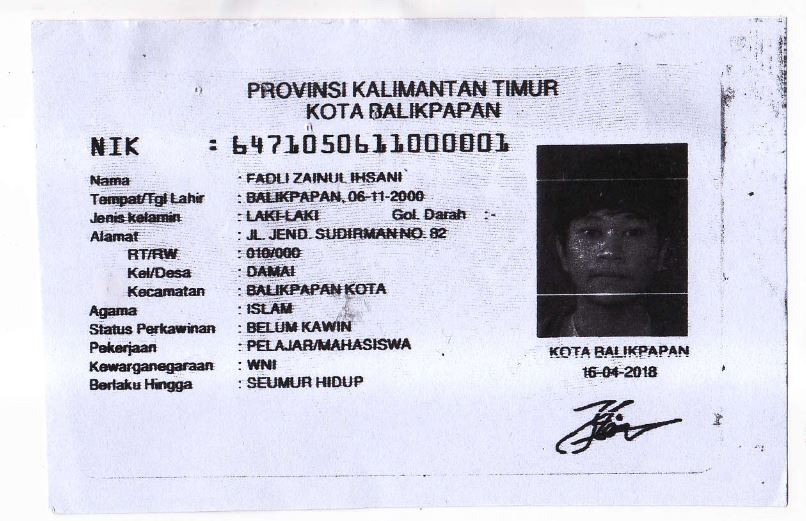 PROVINSI KALIMANTAN TIMUR
KOTA BALIKPAPAN
NIK : 6471050611000001
Nama : FADLI ZAINUL IHSANI
Tempat/Tgl Lahir : BALIKPAPAN, 06-11-2000
Jenis kelamin : LAKI-LAKI Gol. Darah :-
Alamat : JL. JEND. SUDIRMAN NO. 82
RT/RW : 010/000
Kel/Desa : DAMAI
Kecamatan : BALIKPAPAN KOTA
Agama : ISLAM
Status Perkawinan : BELUM KAWIN
Pekerjaan : PELAJAR/MAHASISWA
Kewarganegaraan : WNI
Berlaku Hingga : SEUMUR HIDUP
KOTA BALIKPAPAN
16-04-2018